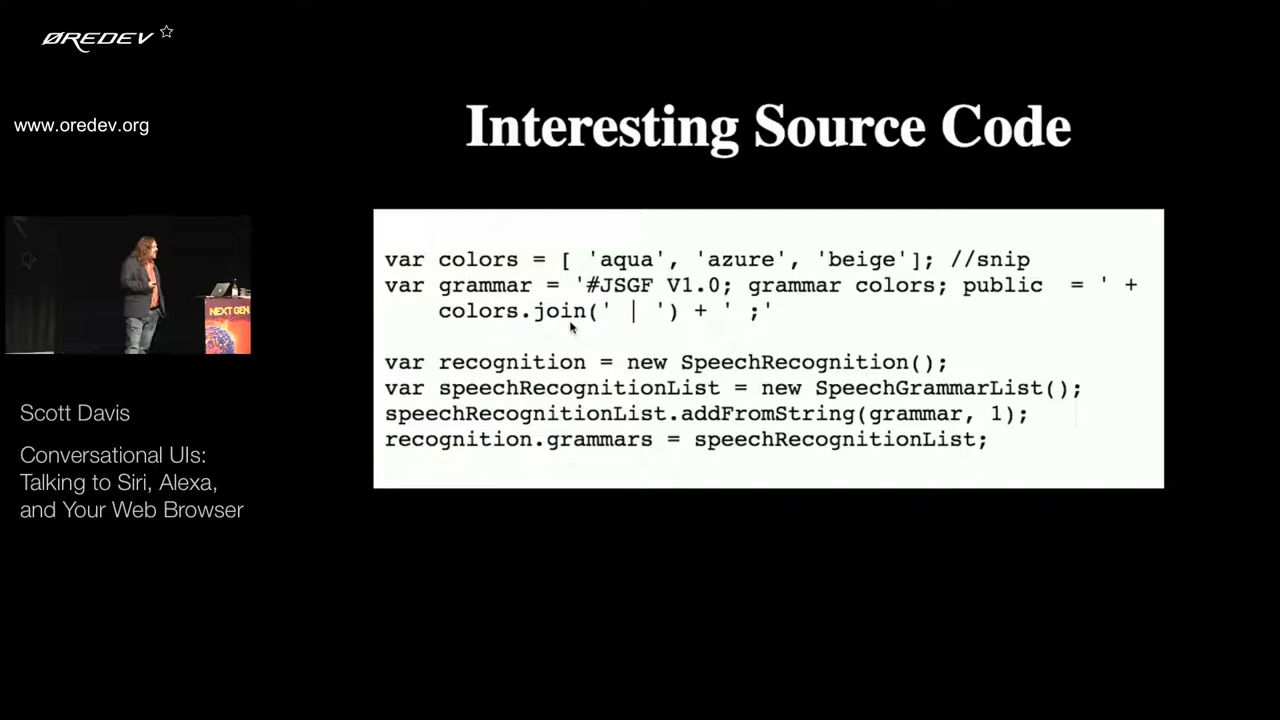 ØREDEV
www.oredev.org
Interesting Source Code
var colors = [ 'aqua', 'azure', 'beige']; //snip
var grammar = '#JSGF V1.0; grammar colors; public  = ' +
    colors.join(' | ') + ' ;'
var recognition = new SpeechRecognition();
var speechRecognitionList = new SpeechGrammarList();
speechRecognitionList.addFromString(grammar, 1);
recognition.grammars = speechRecognitionList;
NEXT GEN
Scott Davis
Conversational UIs:
Talking to Siri, Alexa,
and Your Web Browser